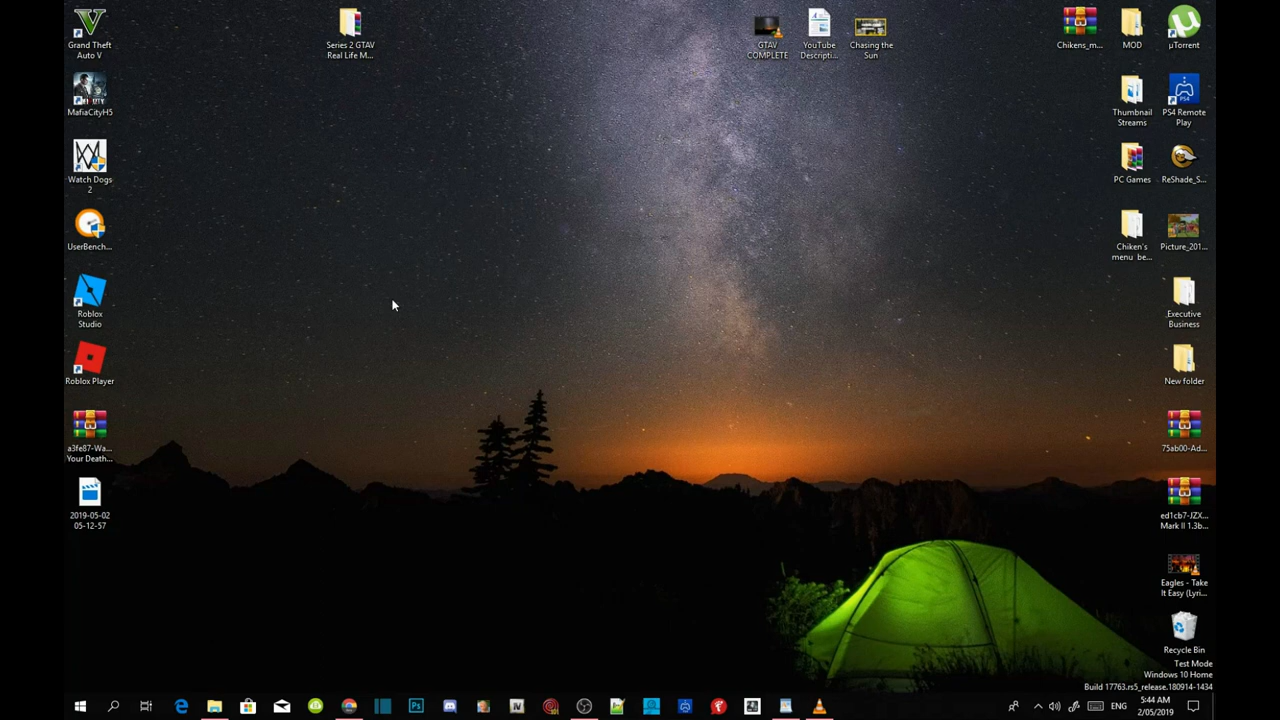 Grand Theft
Auto V
MafiaCityH5
Watch Dogs
2
UserBench...
Roblox
Studio
Roblox Player
a3fe87-Wa...
Your Death...
2019-05-02
05-12-57
Series 2 GTAV
Real Life M...
GTAV
COMPLETE
YouTube
Descripti...
Chasing the
Sun
Chikens_m...
MOD
µTorrent
Thumbnail
Streams
PS4
PS4 Remote
Play
PC Games
ReShade_S...
Chiken's
menu be...
Picture_201...
Executive
Business
New folder
75ab00-Ad...
ed1cb7-JZX...
Mark II 1.3b...
Eagles - Take
It Easy (Lyri...
Recycle Bin
Test Mode
Windows 10 Home
Build 17763.rs5_release.180914-1434
Ps
IV
ENG
5:44 AM
2/05/2019